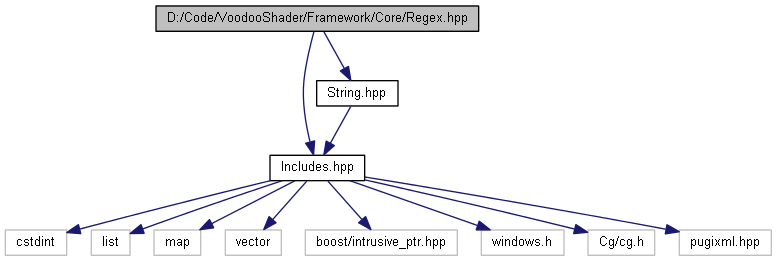 D:/Code/VoodooShader/Framework/Core/Regex.hpp
String.hpp
Includes.hpp
cstdint
list
map
vector
boost/intrusive_ptr.hpp
windows.h
Cg/cg.h
pugixml.hpp